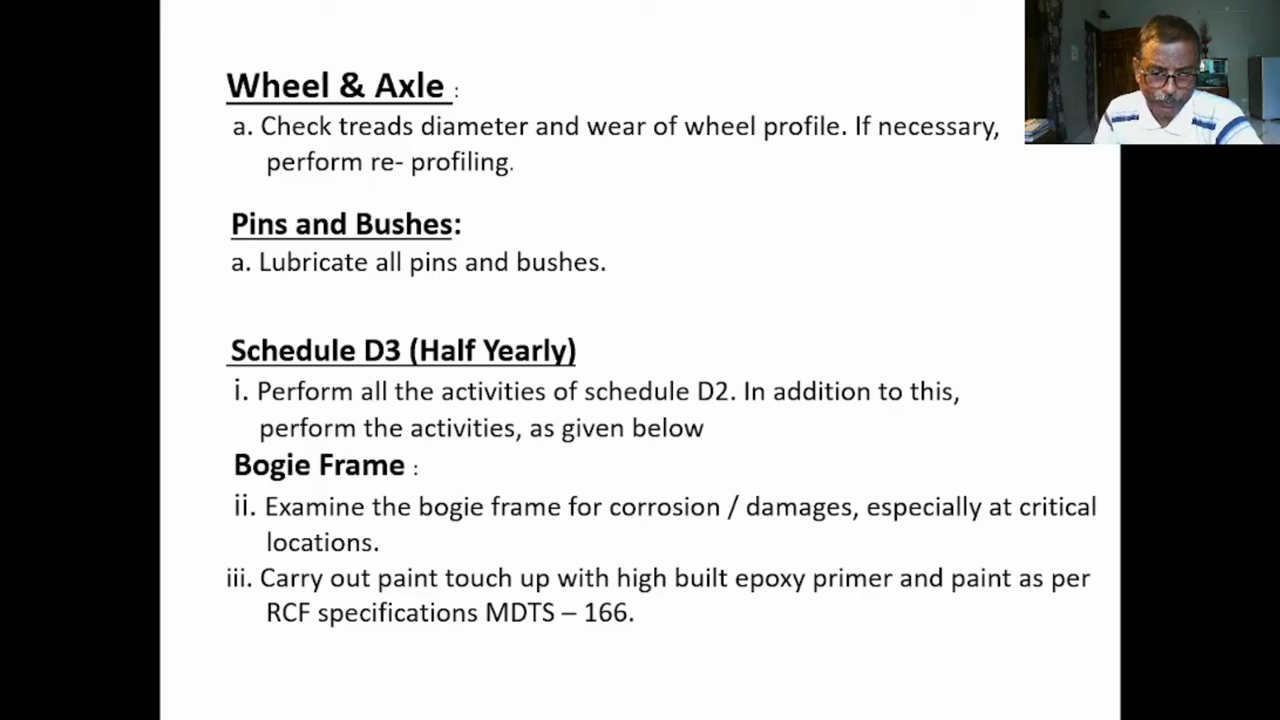 Wheel & Axle :
a. Check treads diameter and wear of wheel profile. If necessary,
perform re- profiling.
Pins and Bushes:
a. Lubricate all pins and bushes.
Schedule D3 (Half Yearly)
i. Perform all the activities of schedule D2. In addition to this,
perform the activities, as given below
Bogie Frame :
ii. Examine the bogie frame for corrosion / damages, especially at critical
locations.
iii. Carry out paint touch up with high built epoxy primer and paint as per
RCF specifications MDTS – 166.